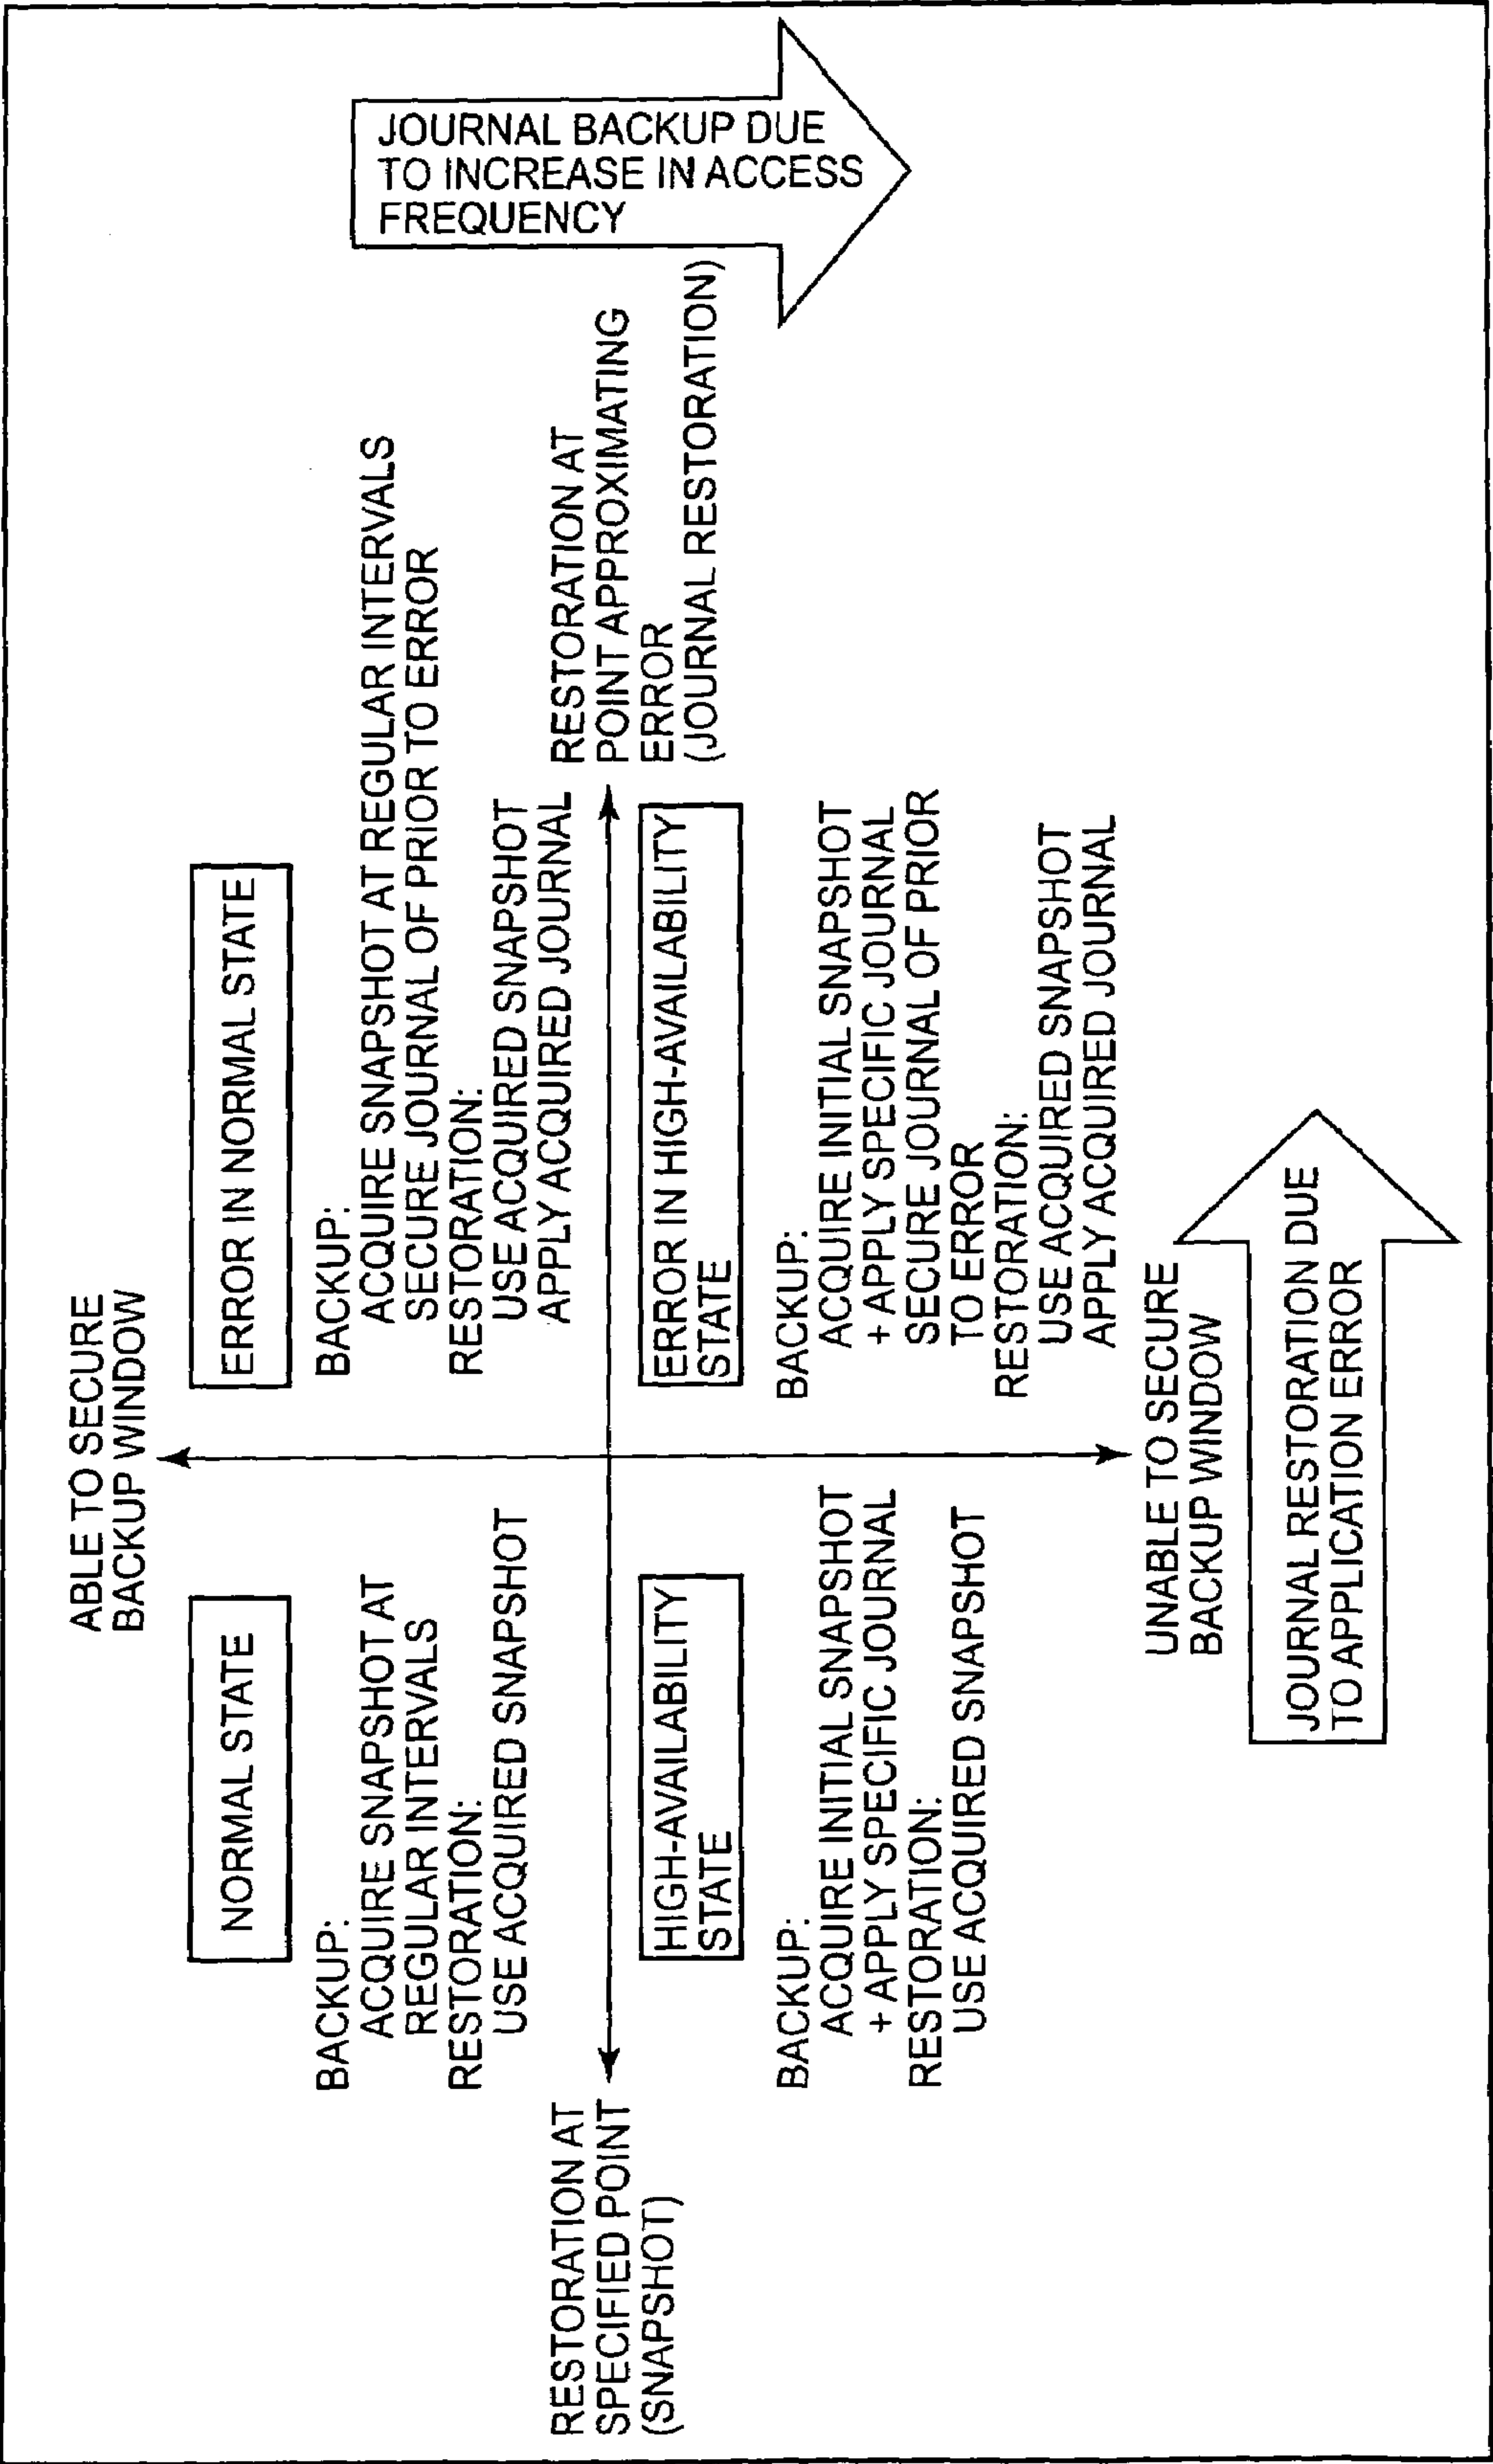 ABLE TO SECURE
BACKUP WINDOW
NORMAL STATE
BACKUP:
ACQUIRE SNAPSHOT AT
REGULAR INTERVALS
RESTORATION:
USE ACQUIRED SNAPSHOT
ERROR IN NORMAL STATE
BACKUP:
ACQUIRE SNAPSHOT AT REGULAR INTERVALS
SECURE JOURNAL OF PRIOR TO ERROR
RESTORATION:
USE ACQUIRED SNAPSHOT
APPLY ACQUIRED JOURNAL
JOURNAL BACKUP DUE
TO INCREASE IN ACCESS
FREQUENCY
RESTORATION AT
SPECIFIED POINT
(SNAPSHOT)
RESTORATION AT
POINT APPROXIMATING
ERROR
(JOURNAL RESTORATION)
HIGH-AVAILABILITY
STATE
BACKUP:
ACQUIRE INITIAL SNAPSHOT
+ APPLY SPECIFIC JOURNAL
RESTORATION:
USE ACQUIRED SNAPSHOT
ERROR IN HIGH-AVAILABILITY
STATE
BACKUP:
ACQUIRE INITIAL SNAPSHOT
+ APPLY SPECIFIC JOURNAL
SECURE JOURNAL OF PRIOR
TO ERROR
RESTORATION:
USE ACQUIRED SNAPSHOT
APPLY ACQUIRED JOURNAL
UNABLE TO SECURE
BACKUP WINDOW
JOURNAL RESTORATION DUE
TO APPLICATION ERROR